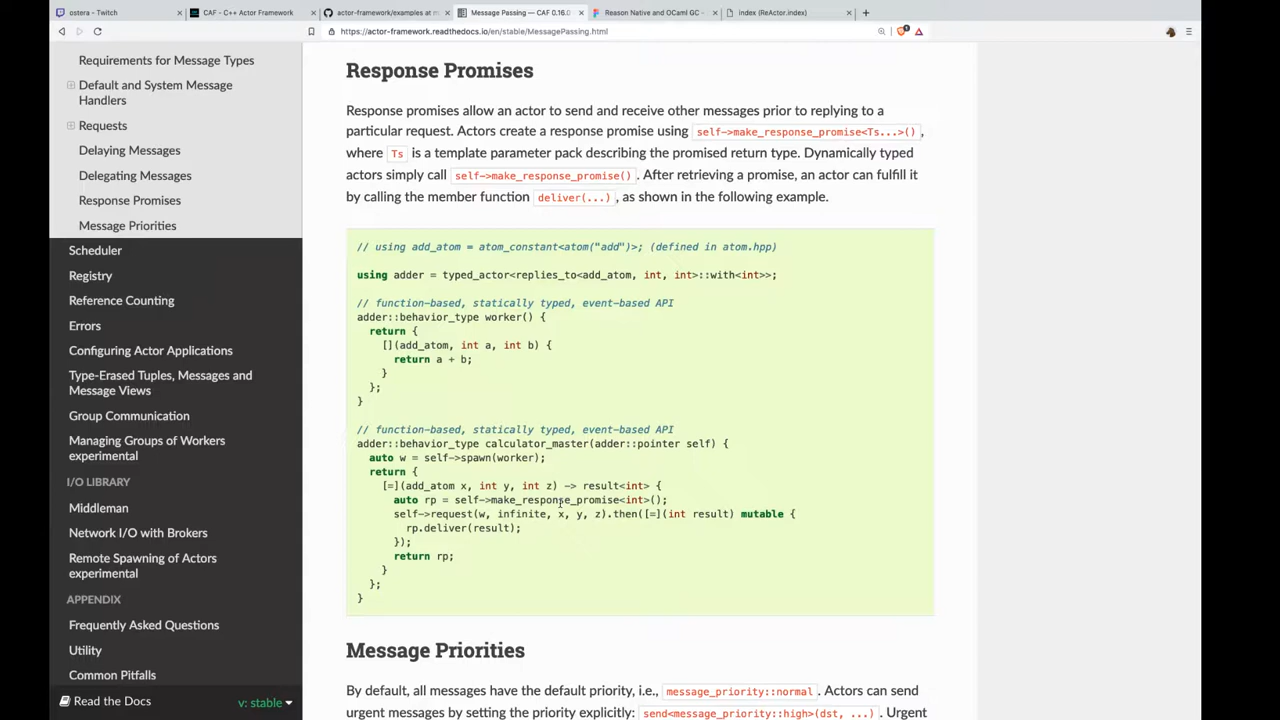 ostera - Twitch
CAF - C++ Actor Framework
actor-framework/examples at m
Message Passing — CAF 0.16.0
Reason Native and OCaml GC -
index (ReActor.index)
https://actor-framework.readthedocs.io/en/stable/MessagePassing.html
Requirements for Message Types
Default and System Message
Handlers
Requests
Delaying Messages
Delegating Messages
Response Promises
Message Priorities
Scheduler
Registry
Reference Counting
Errors
Configuring Actor Applications
Type-Erased Tuples, Messages and
Message Views
Group Communication
Managing Groups of Workers
experimental
I/O LIBRARY
Middleman
Network I/O with Brokers
Remote Spawning of Actors
experimental
APPENDIX
Frequently Asked Questions
Utility
Common Pitfalls
Read the Docs
v: stable
Response Promises
Response promises allow an actor to send and receive other messages prior to replying to a
particular request. Actors create a response promise using self->make_response_promise<Ts...>() ,
where Ts is a template parameter pack describing the promised return type. Dynamically typed
actors simply call self->make_response_promise() . After retrieving a promise, an actor can fulfill it
by calling the member function deliver(...) , as shown in the following example.
// using add_atom = atom_constant<atom("add")>; (defined in atom.hpp)
using adder = typed_actor<replies_to<add_atom, int, int>::with<int>>;
// function-based, statically typed, event-based API
adder::behavior_type worker() {
return {
[](add_atom, int a, int b) {
return a + b;
}
};
}
// function-based, statically typed, event-based API
adder::behavior_type calculator_master(adder::pointer self) {
auto w = self->spawn(worker);
return {
[=](add_atom x, int y, int z) -> result<int> {
auto rp = self->make_response_promise<int>();
self->request(w, infinite, x, y, z).then([=](int result) mutable {
rp.deliver(result);
});
return rp;
}
};
}
Message Priorities
By default, all messages have the default priority, i.e., message_priority::normal . Actors can send
urgent messages by setting the priority explicitly: send<message_priority::high>(dst, ...) . Urgent